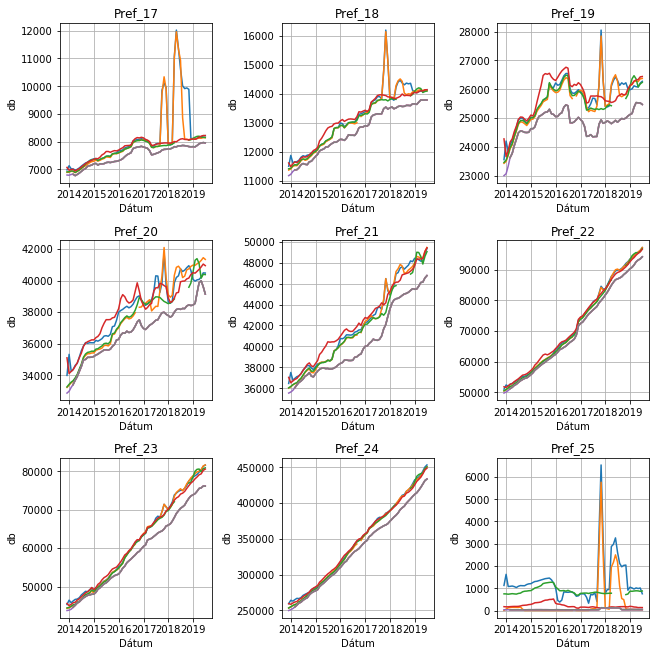 Pref_17
12000
11000
10000
9000
8000
7000
db
2014 2015 2016 2017 2018 2019
Dátum
Pref_18
16000
15000
14000
13000
12000
11000
db
2014 2015 2016 2017 2018 2019
Dátum
Pref_19
28000
27000
26000
25000
24000
23000
db
2014 2015 2016 2017 2018 2019
Dátum
Pref_20
42000
40000
38000
36000
34000
db
2014 2015 2016 2017 2018 2019
Dátum
Pref_21
50000
48000
46000
44000
42000
40000
38000
36000
db
2014 2015 2016 2017 2018 2019
Dátum
Pref_22
90000
80000
70000
60000
50000
db
2014 2015 2016 2017 2018 2019
Dátum
Pref_23
80000
70000
60000
50000
db
2014 2015 2016 2017 2018 2019
Dátum
Pref_24
450000
400000
350000
300000
250000
db
2014 2015 2016 2017 2018 2019
Dátum
Pref_25
6000
5000
4000
3000
2000
1000
0
db
2014 2015 2016 2017 2018 2019
Dátum